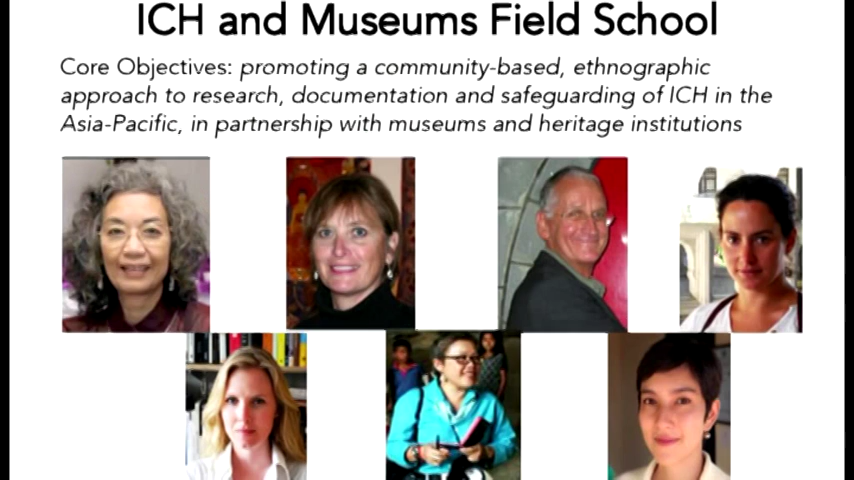 ICH and Museums Field School
Core Objectives: promoting a community-based, ethnographic
approach to research, documentation and safeguarding of ICH in the
Asia-Pacific, in partnership with museums and heritage institutions